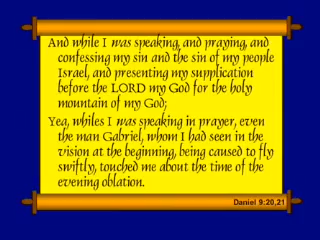 And while I was speaking, and praying, and
confessing my sin and the sin of my people
Israel, and presenting my supplication
before the LORD my God for the holy
mountain of my God;
Yea, whiles I was speaking in prayer, even
the man Gabriel, whom I had seen in the
vision at the beginning, being caused to fly
swiftly, touched me about the time of the
evening oblation.
Daniel 9:20,21